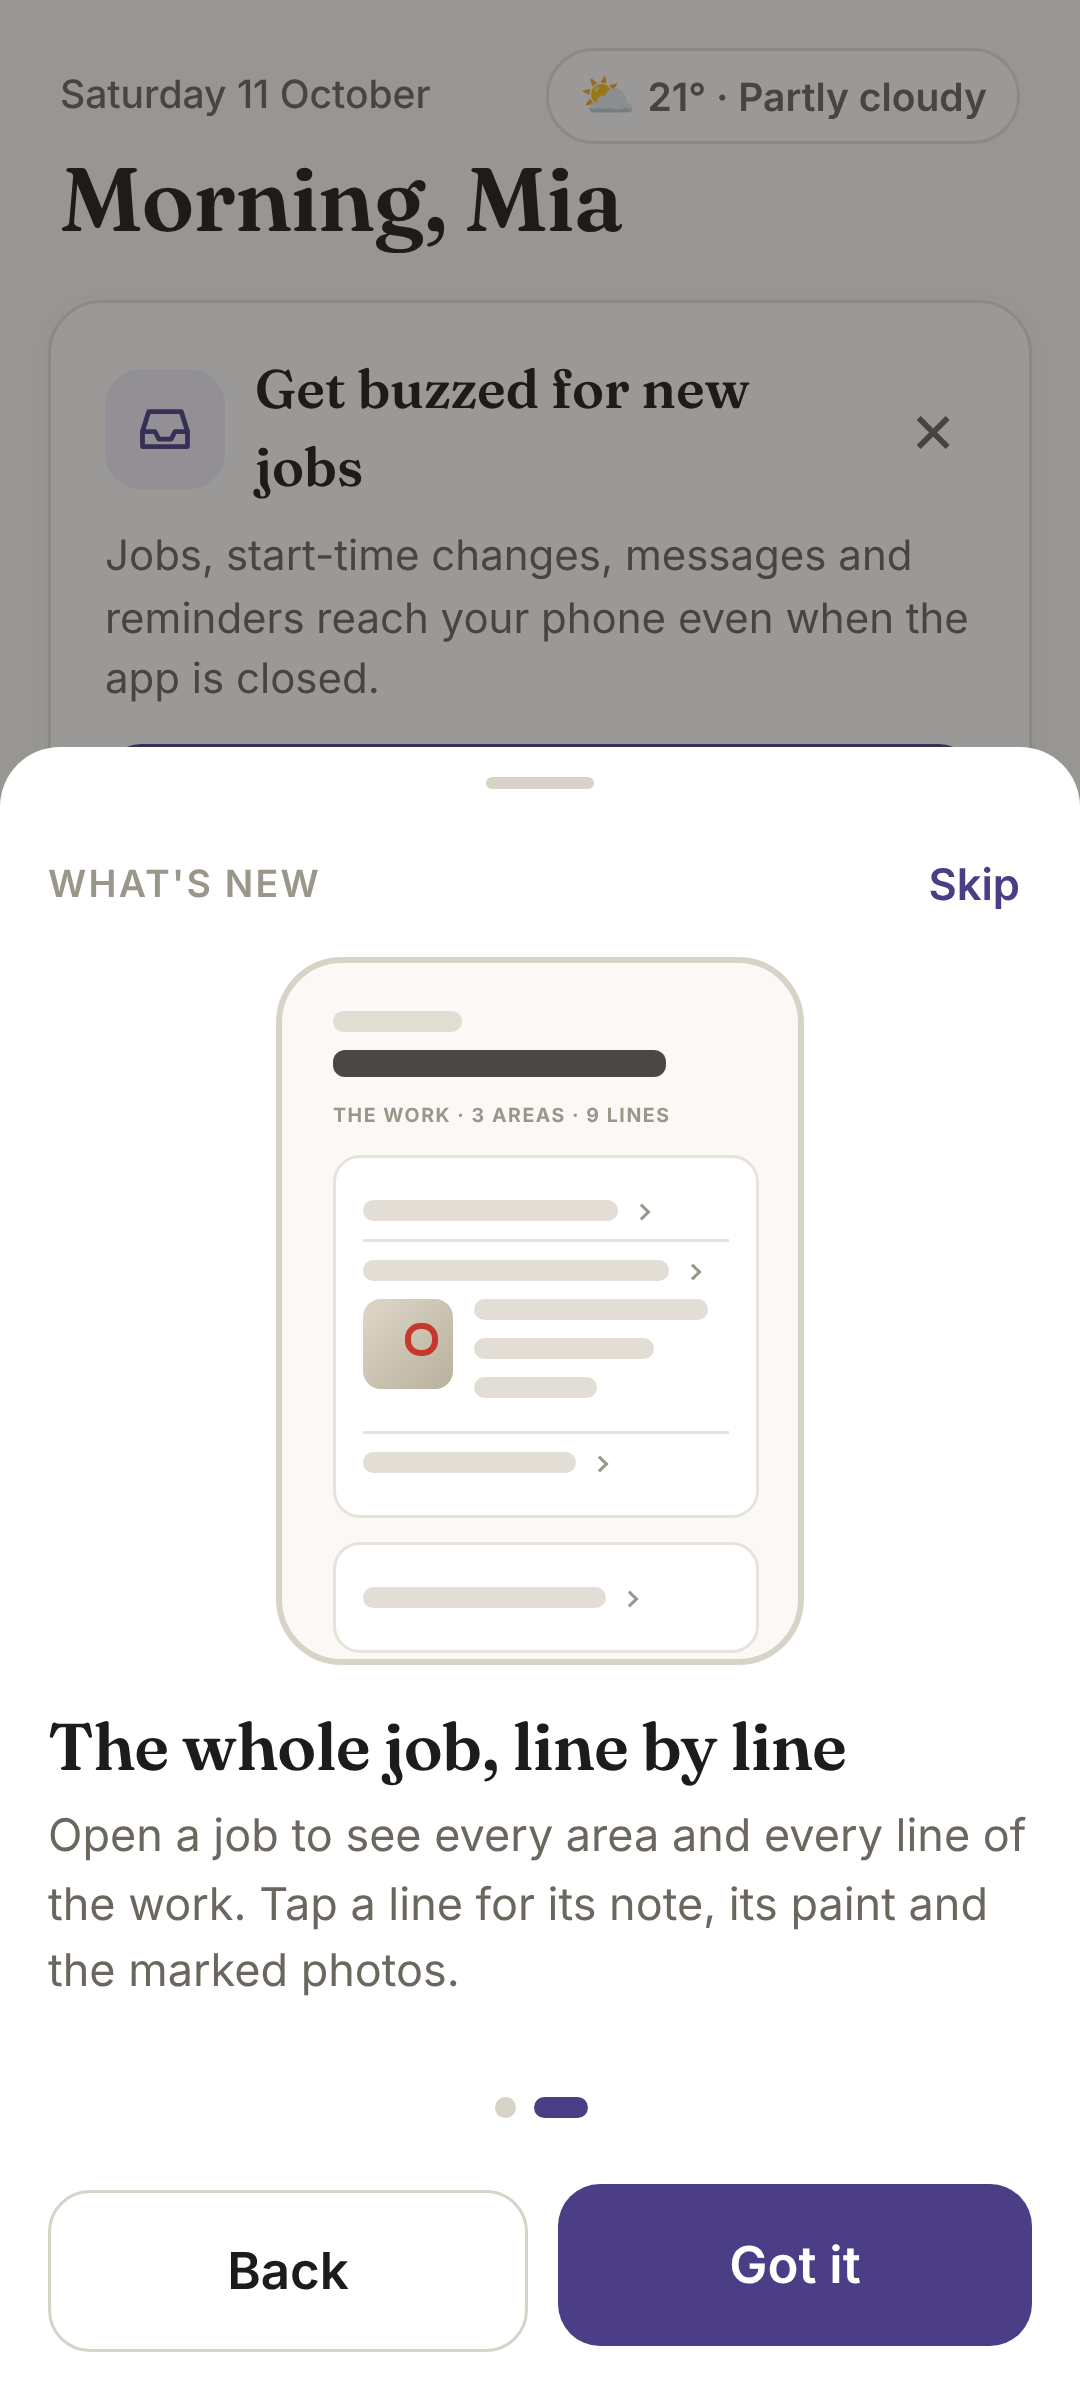 Saturday 11 October
21° · Partly cloudy
Morning, Mia
Get buzzed for new
jobs
Jobs, start-time changes, messages and
reminders reach your phone even when the
app is closed.
WHAT'S NEW
Skip
THE WORK · 3 AREAS · 9 LINES
The whole job, line by line
Open a job to see every area and every line of
the work. Tap a line for its note, its paint and
the marked photos.
Back
Got it